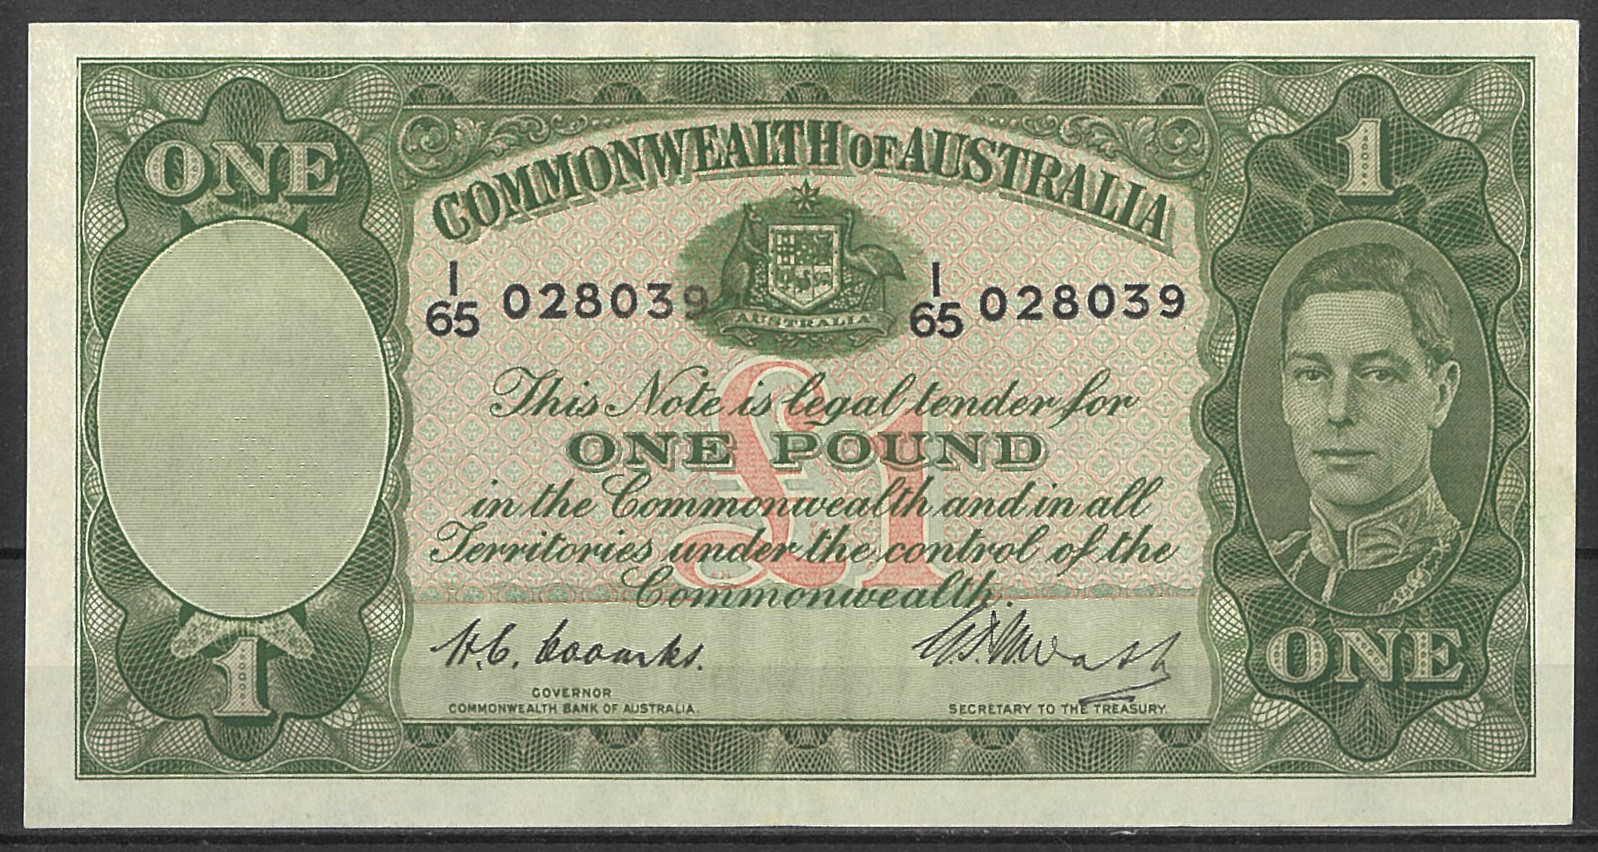 ONE
1
COMMONWEALTH OF AUSTRALIA
AUSTRALIA
I
65 028039
I
65 028039
£1
This Note is legal tender for
ONE POUND
in the Commonwealth and in all
Territories under the control of the
Commonwealth.
H.C. Coombs.
GOVERNOR
COMMONWEALTH BANK OF AUSTRALIA.
SECRETARY TO THE TREASURY.
1
ONE